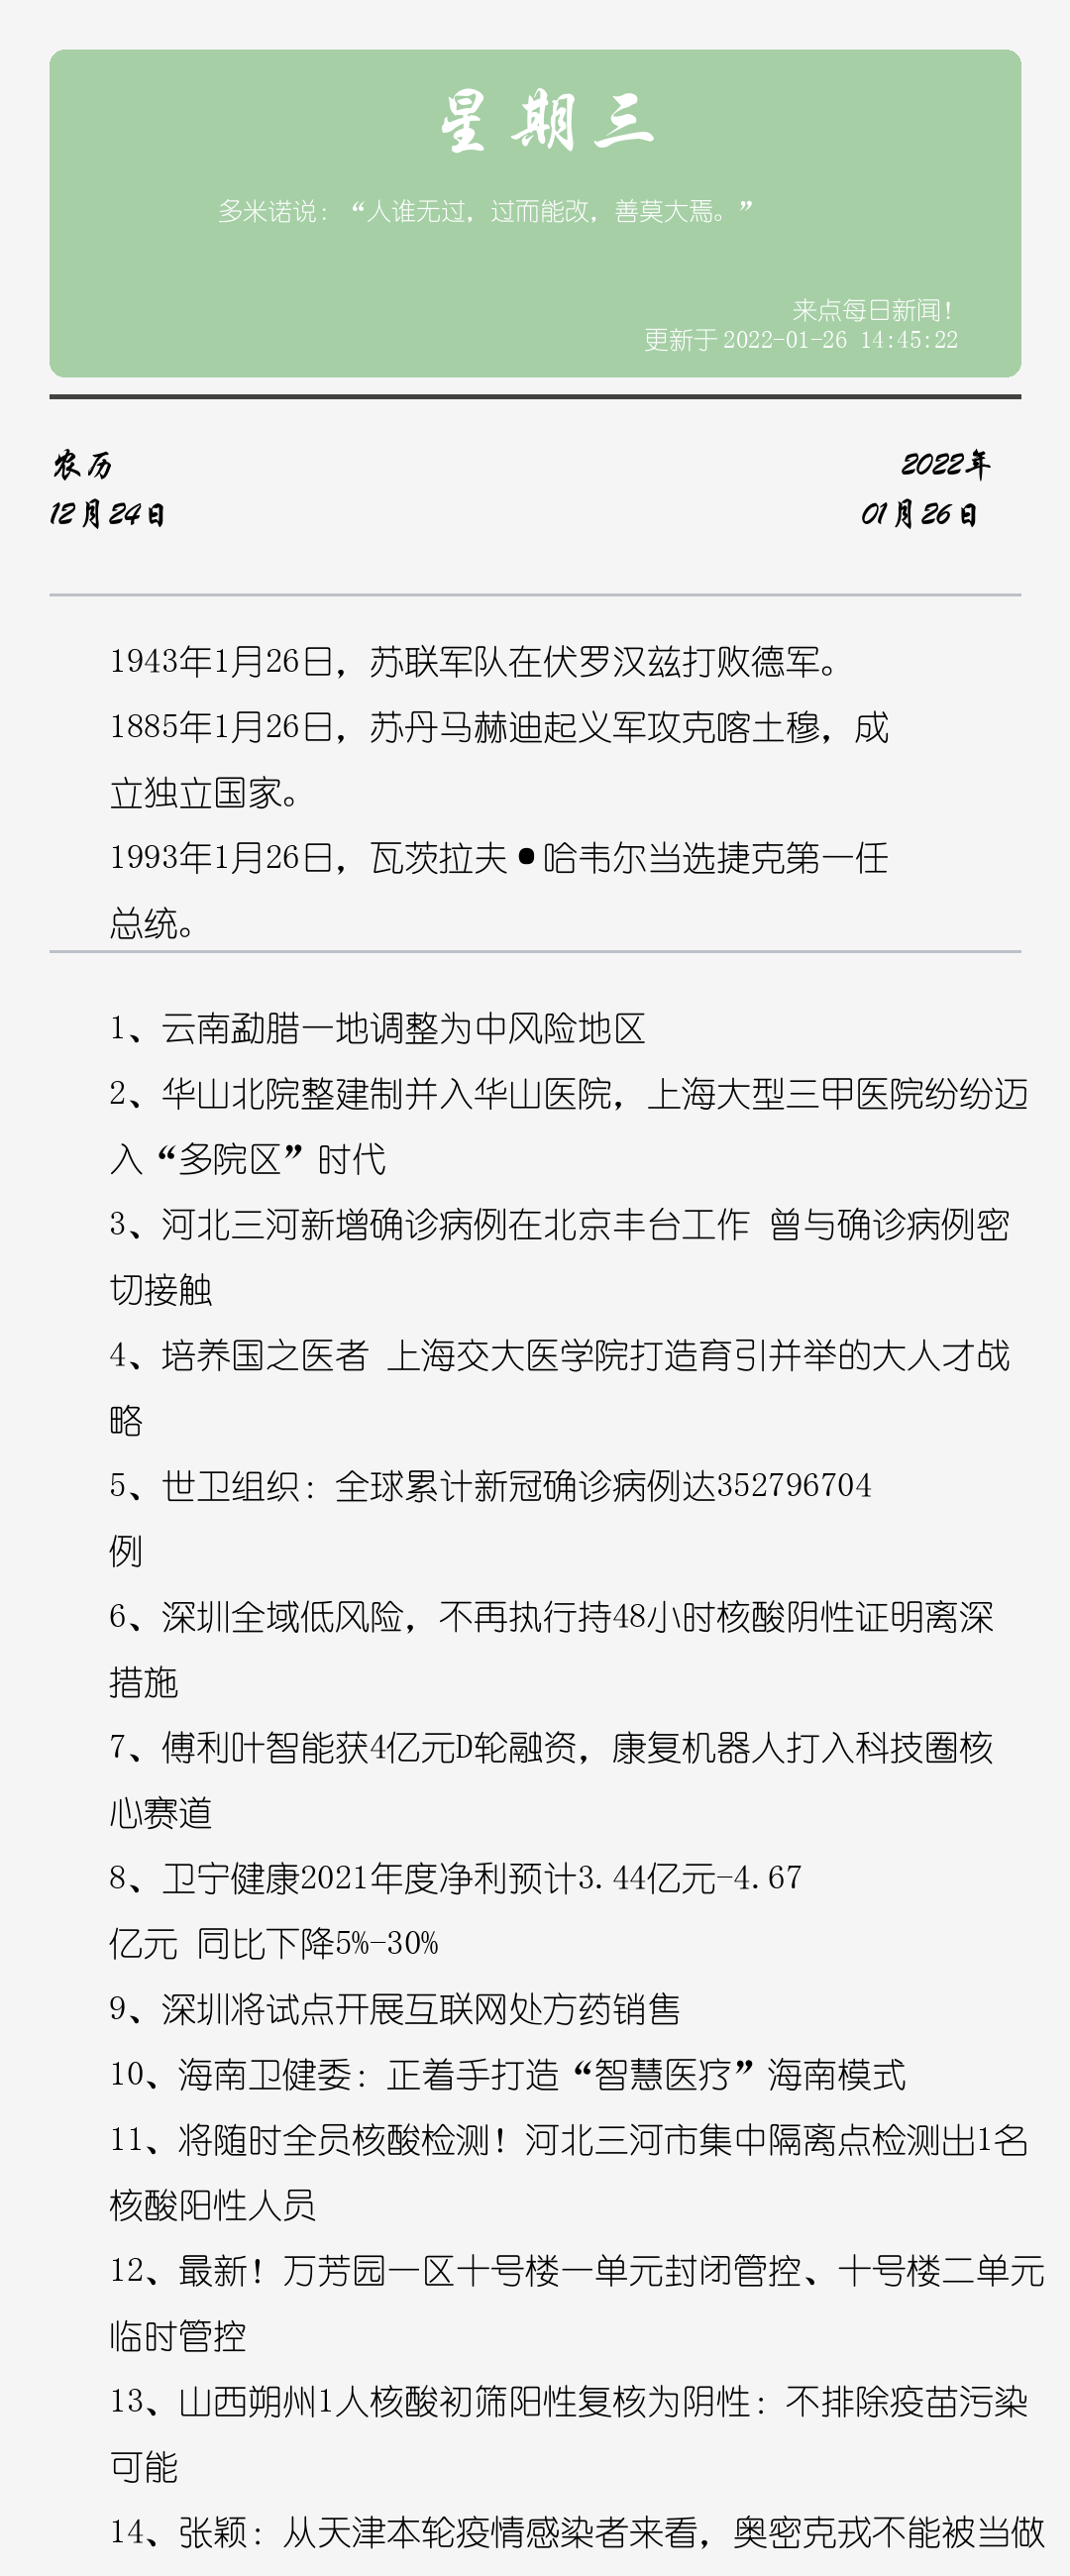 星期三
多米诺说：“人谁无过，过而能改，善莫大焉。”
来点每日新闻！
更新于 2022-01-26 14:45:22
农历
12月24日
2022年
01月26日
1943年1月26日，苏联军队在伏罗汉兹打败德军。
1885年1月26日，苏丹马赫迪起义军攻克喀土穆，成
立独立国家。
1993年1月26日，瓦茨拉夫•哈韦尔当选捷克第一任
总统。
1、云南勐腊一地调整为中风险地区
2、华山北院整建制并入华山医院，上海大型三甲医院纷纷迈
入“多院区”时代
3、河北三河新增确诊病例在北京丰台工作 曾与确诊病例密
切接触
4、培养国之医者 上海交大医学院打造育引并举的大人才战
略
5、世卫组织：全球累计新冠确诊病例达352796704
例
6、深圳全域低风险，不再执行持48小时核酸阴性证明离深
措施
7、傅利叶智能获4亿元D轮融资，康复机器人打入科技圈核
心赛道
8、卫宁健康2021年度净利预计3.44亿元-4.67
亿元 同比下降5%-30%
9、深圳将试点开展互联网处方药销售
10、海南卫健委：正着手打造“智慧医疗”海南模式
11、将随时全员核酸检测！河北三河市集中隔离点检测出1名
核酸阳性人员
12、最新！万芳园一区十号楼一单元封闭管控、十号楼二单元
临时管控
13、山西朔州1人核酸初筛阳性复核为阴性：不排除疫苗污染
可能
14、张颖：从天津本轮疫情感染者来看，奥密克戎不能被当做